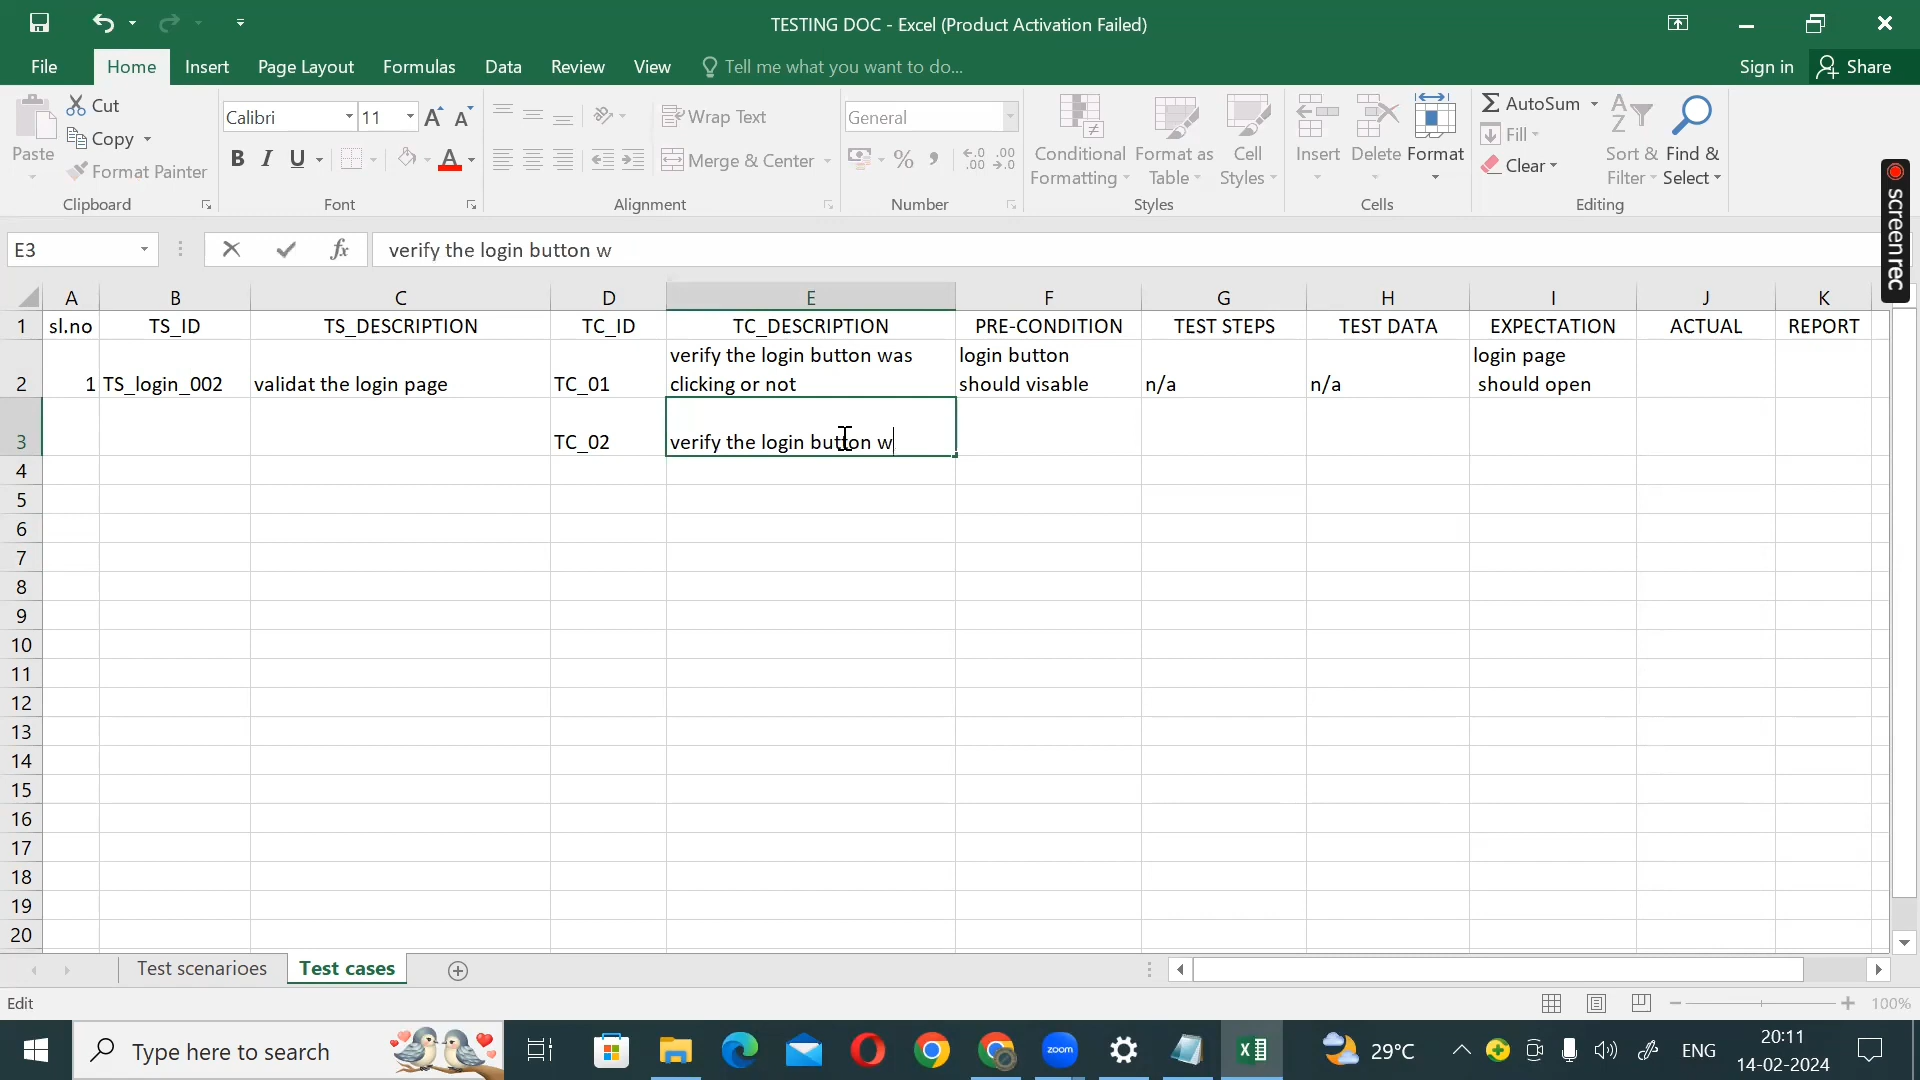 TESTING DOC - Excel (Product Activation Failed)
File Home Insert Page Layout Formulas Data Review View Tell me what you want to do... Sign in Share
Paste Cut Copy Format Painter
Clipboard
Calibri 11
B I U A
Font
Wrap Text
Merge & Center
Alignment
General
% , .0 .00 .00 .0
Number
Conditional Formatting Format as Table Cell Styles
Styles
Insert Delete Format
Cells
AutoSum Fill Clear Sort & Filter Find & Select
Editing
screenrec
E3 fx verify the login button w
A B C D E F G H I J K
1 sl.no TS_ID TS_DESCRIPTION TC_ID TC_DESCRIPTION PRE-CONDITION TEST STEPS TEST DATA EXPECTATION ACTUAL REPORT
verify the login button was login button login page
2 1 TS_login_002 validat the login page TC_01 clicking or not should visable n/a n/a should open
3 TC_02 verify the login button w
4
5
6
7
8
9
10
11
12
13
14
15
16
17
18
19
20
Test scenarioes Test cases
Edit 100%
Type here to search zoom 29°C ENG 20:11
14-02-2024